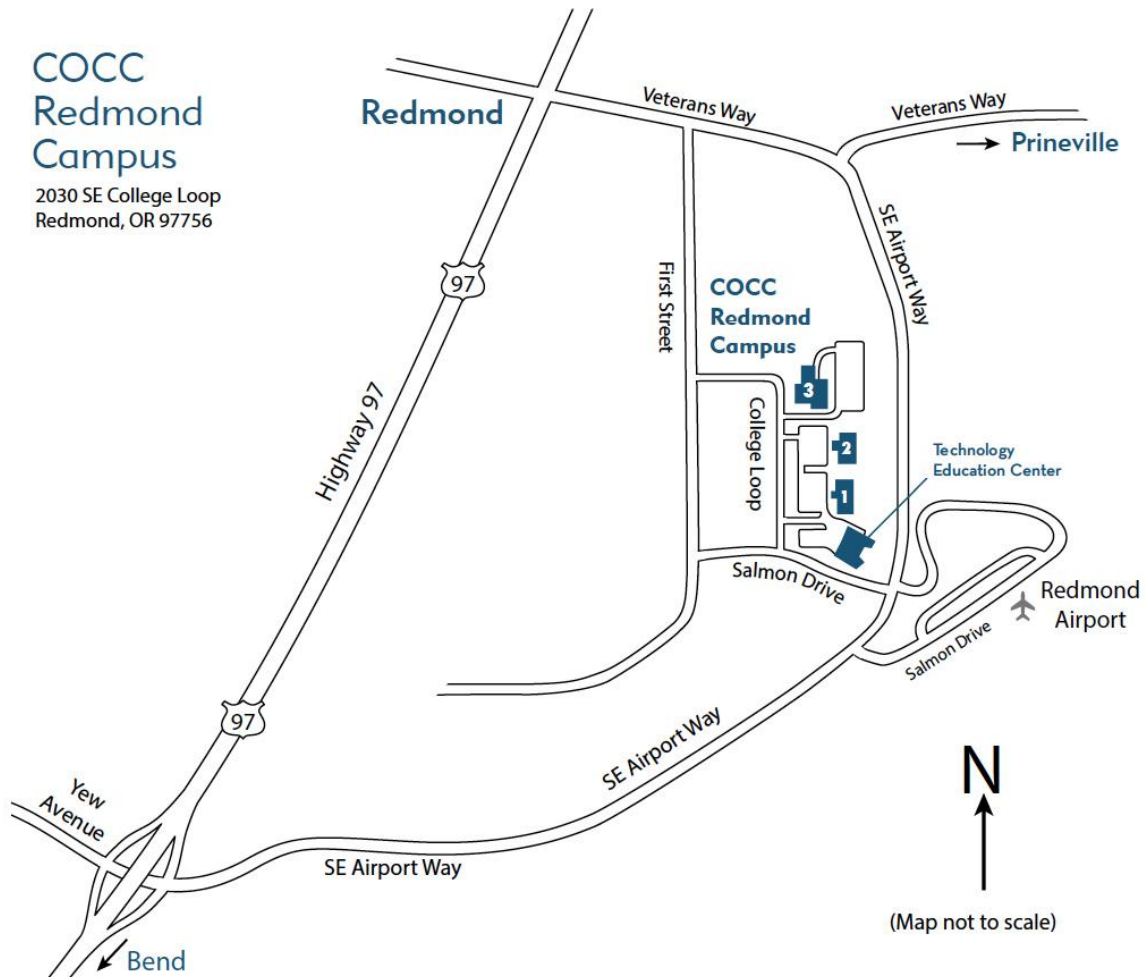 COCC
Redmond
Campus
2030 SE College Loop
Redmond, OR 97756
Redmond
Veterans Way
Veterans Way
Prineville
97
First Street
SE Airport Way
COCC
Redmond
Campus
3
Highway 97
College Loop
2
Technology
Education Center
1
Salmon Drive
Redmond
Airport
Salmon Drive
97
SE Airport Way
N
Yew
Avenue
SE Airport Way
(Map not to scale)
Bend